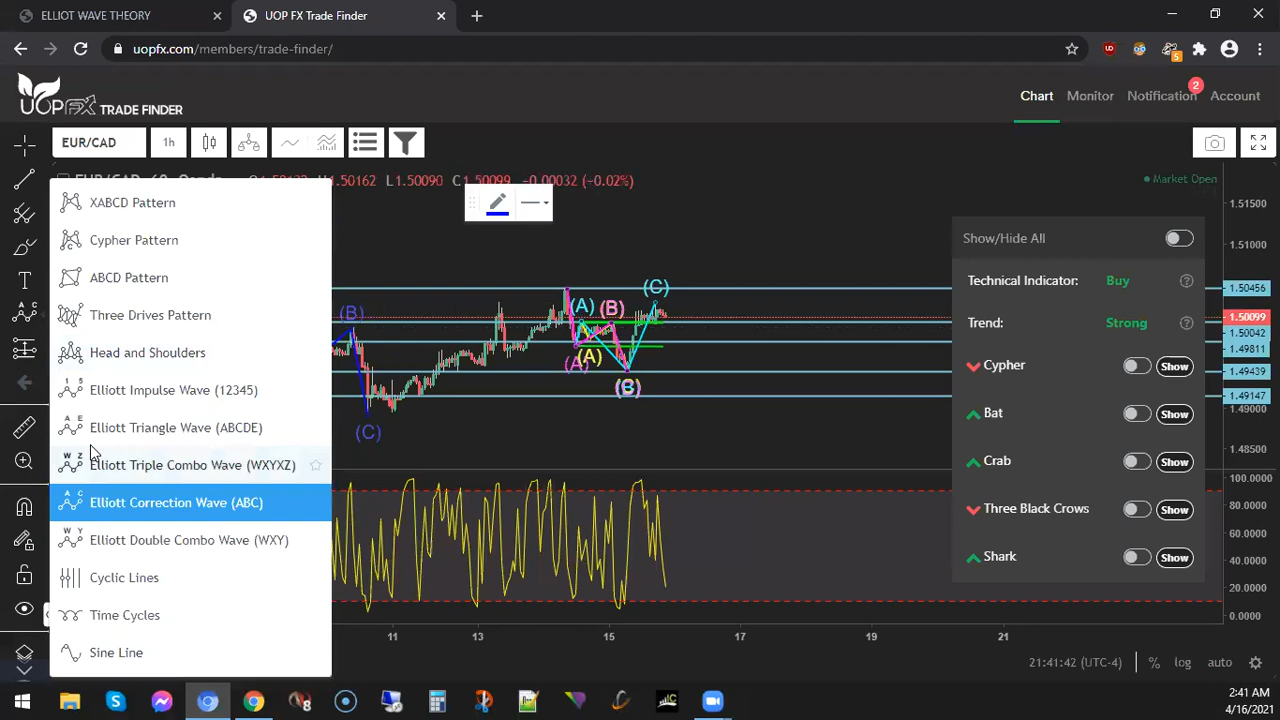 ELLIOT WAVE THEORY
UOP FX Trade Finder
uopfx.com/members/trade-finder/
5
UOPFX TRADE FINDER
Chart
Monitor
Notification
2
Account
EUR/CAD
1h
1.50162 L1.50090 C1.50099 −0.00032 (−0.02%)
Market Open
XABCD Pattern
Cypher Pattern
ABCD Pattern
Three Drives Pattern
Head and Shoulders
Elliott Impulse Wave (12345)
Elliott Triangle Wave (ABCDE)
Elliott Triple Combo Wave (WXYXZ)
Elliott Correction Wave (ABC)
Elliott Double Combo Wave (WXY)
Cyclic Lines
Time Cycles
Sine Line
(B)
(C)
(A)
(B)
(C)
(A)
(A)
(B)
Show/Hide All
Technical Indicator:
Buy
Trend:
Strong
Cypher
Show
Bat
Show
Crab
Show
Three Black Crows
Show
Shark
Show
1.51500
1.51000
1.50456
1.50099
1.50042
1.49811
1.49439
1.49147
1.49000
1.48500
100.0000
80.0000
60.0000
40.0000
20.0000
0.0000
11
13
15
17
19
21
21:41:42 (UTC-4)
%
log
auto
2:41 AM
4/16/2021